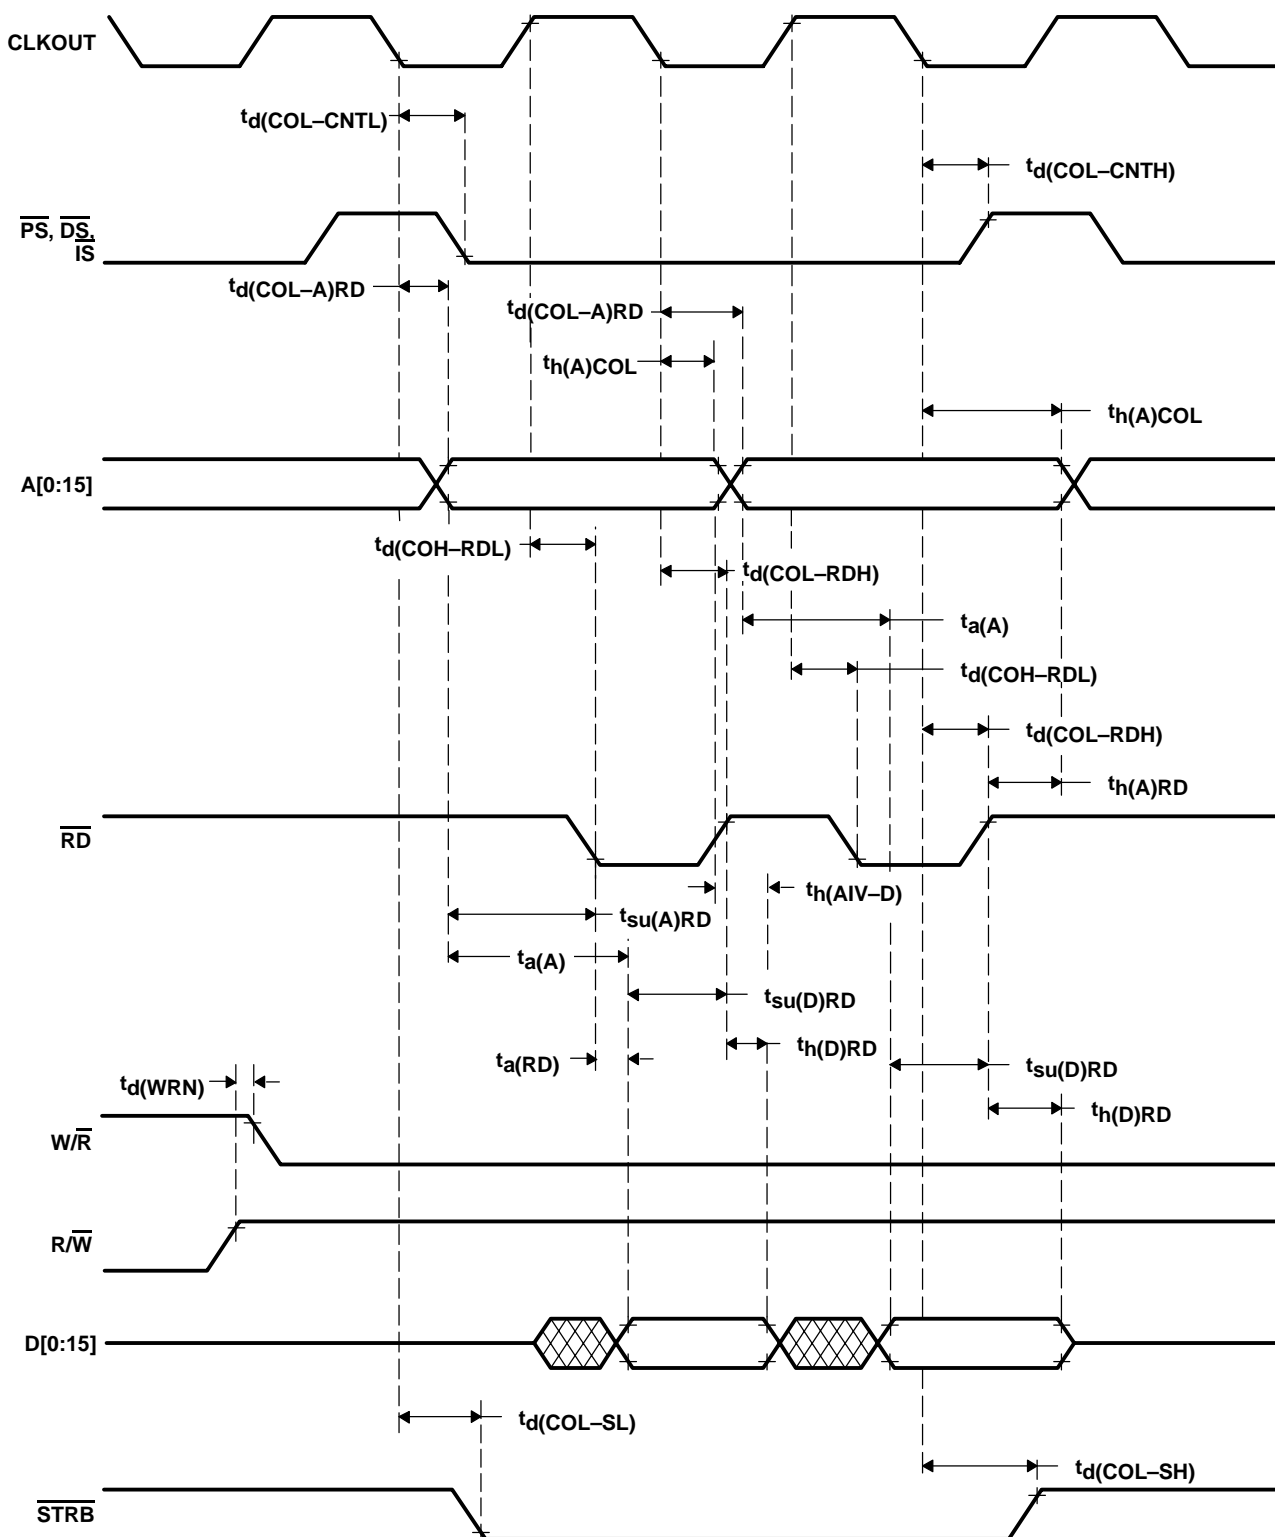 CLKOUT
td(COL–CNTL)
td(COL–CNTH)
PS, DS,
IS
td(COL–A)RD
td(COL–A)RD
th(A)COL
th(A)COL
A[0:15]
td(COH–RDL)
td(COL–RDH)
ta(A)
td(COH–RDL)
td(COL–RDH)
th(A)RD
RD
th(AIV–D)
tsu(A)RD
ta(A)
tsu(D)RD
th(D)RD
ta(RD)
tsu(D)RD
td(WRN)
th(D)RD
W/R
R/W
D[0:15]
td(COL–SL)
td(COL–SH)
STRB